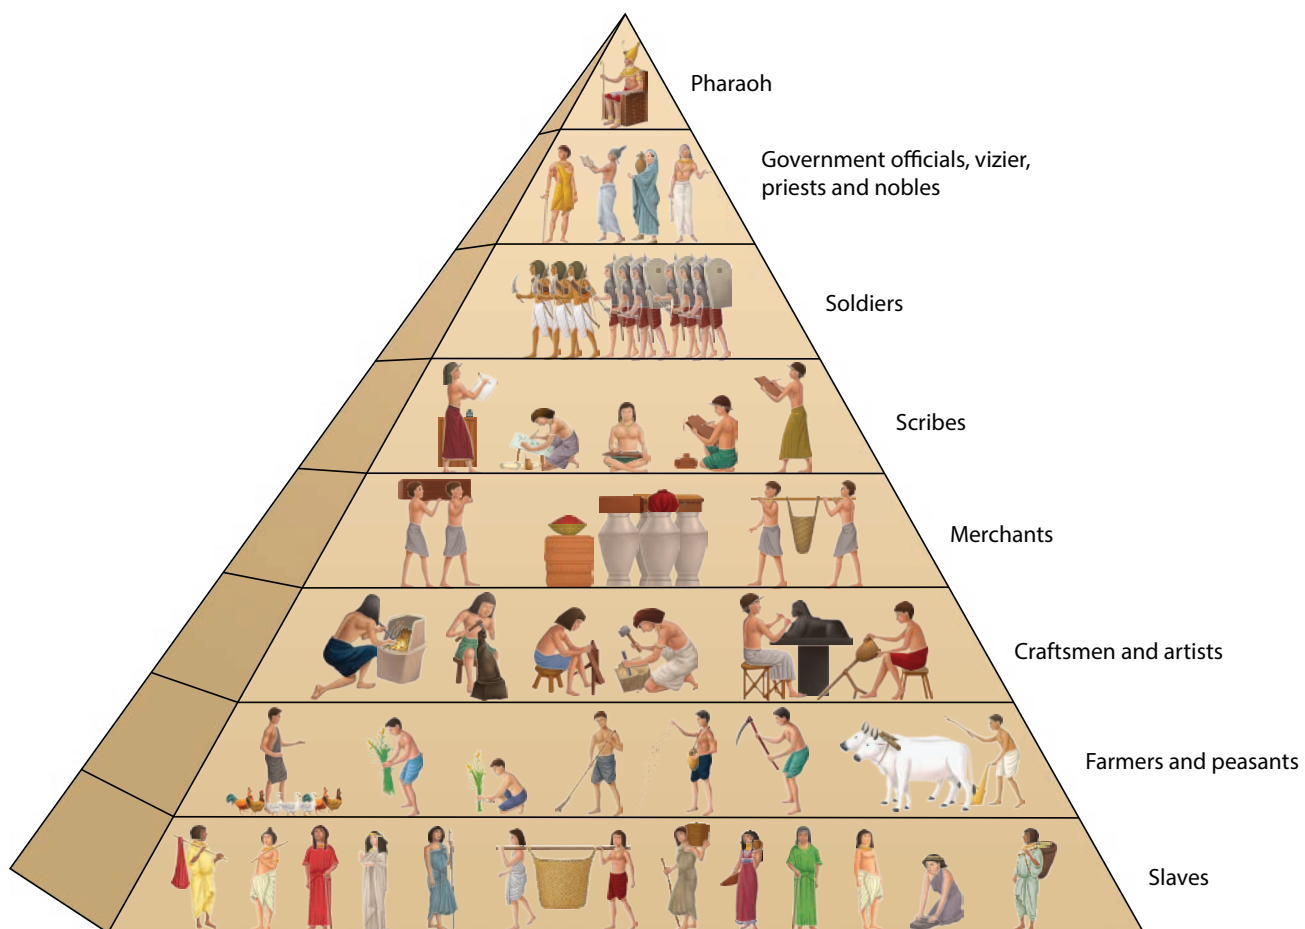 Pharaoh
Government officials, vizier,
priests and nobles
Soldiers
Scribes
Merchants
Craftsmen and artists
Farmers and peasants
Slaves